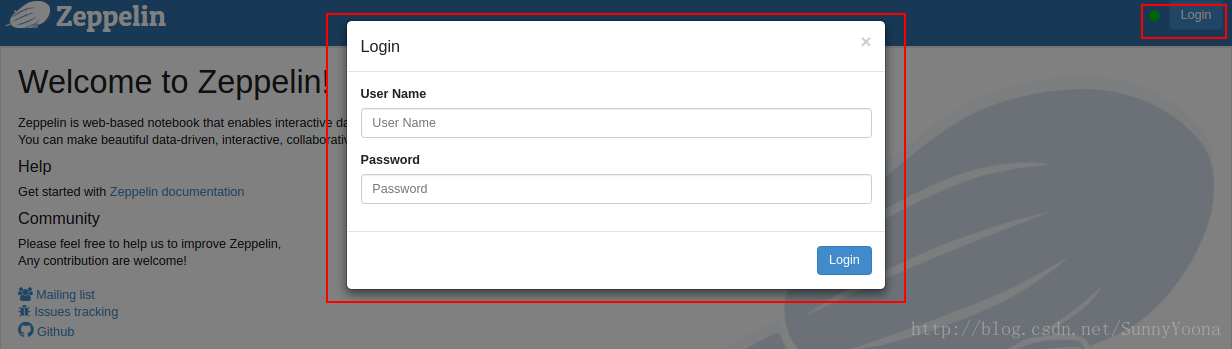 Zeppelin
Login
Login
×
User Name
User Name
Password
Password
Login
Welcome to Zeppelin!
Zeppelin is web-based notebook that enables interactive da
You can make beautiful data-driven, interactive, collaborativ
Help
Get started with Zeppelin documentation
Community
Please feel free to help us to improve Zeppelin,
Any contribution are welcome!
Mailing list
Issues tracking
Github
http://blog.csdn.net/SunnyYoona